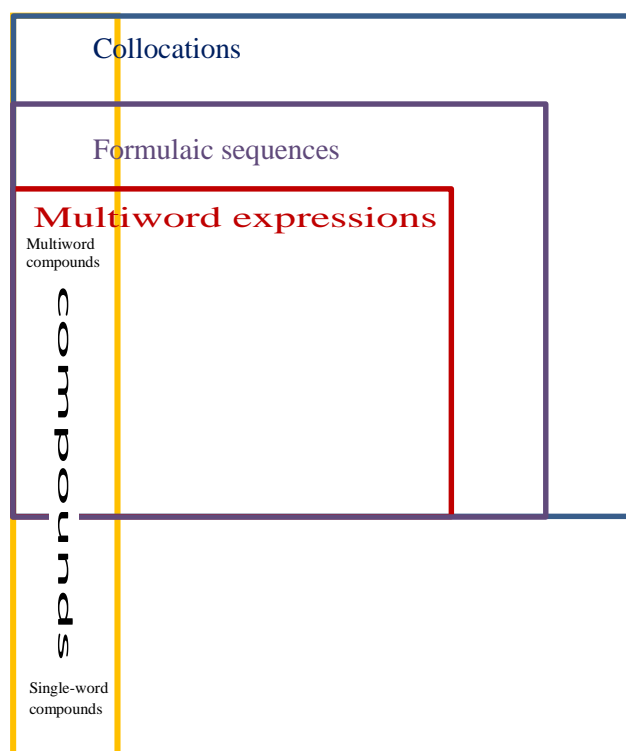 Collocations
Formulaic sequences
Multiword expressions
Multiword
compounds
compounds
Single-word
compounds